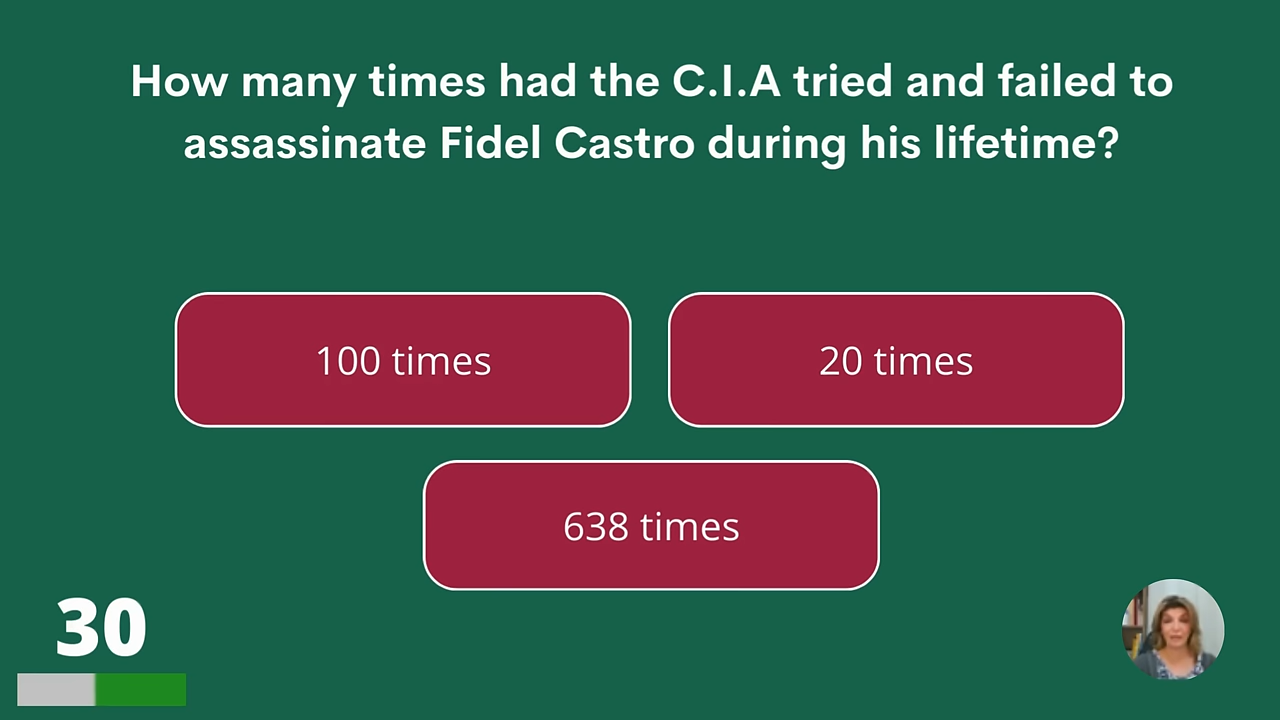 How many times had the C.I.A tried and failed to
assassinate Fidel Castro during his lifetime?
100 times
20 times
638 times
30